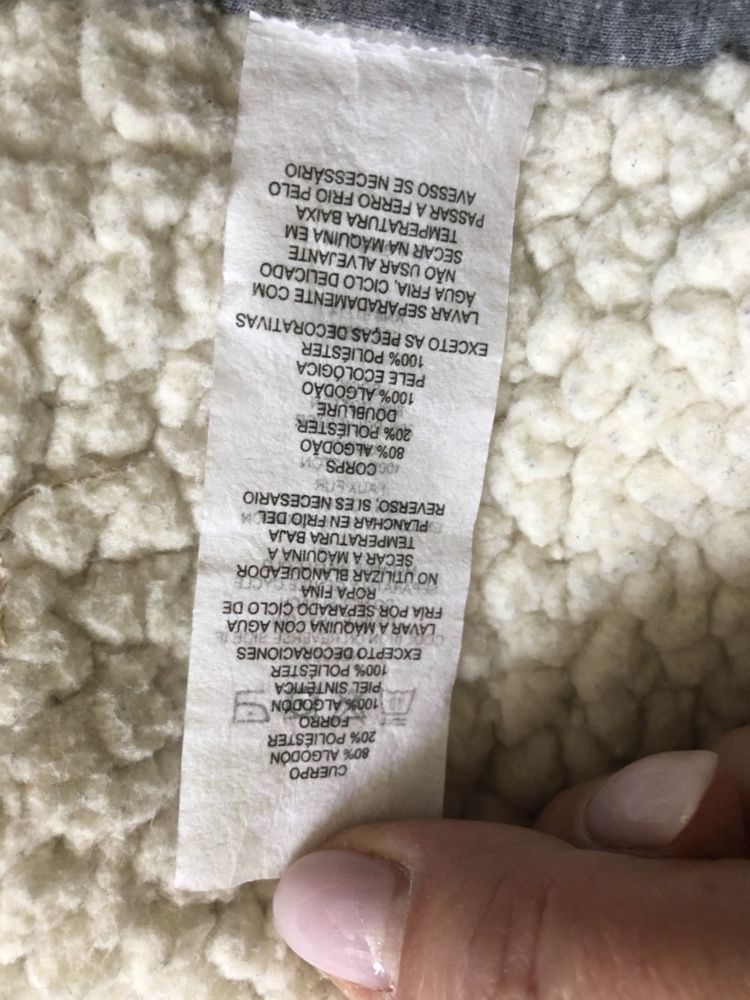 CUERPO
80% ALGODÓN
20% POLIÉSTER
FORRO
100% ALGODÓN
PIEL SINTÉTICA
100% POLIÉSTER
EXCEPTO DECORACIONES
LAVAR A MÁQUINA CON AGUA
FRÍA POR SEPARADO CICLO DE
ROPA FINA
NO UTILIZAR BLANQUEADOR
SECAR A MÁQUINA A
TEMPERATURA BAJA
PLANCHAR EN FRÍO DEL
REVERSO, SI ES NECESARIO
CORPS
80% ALGODÃO
20% POLIÉSTER
DOUBLURE
100% ALGODÃO
PELE ECOLÓGICA
100% POLIÉSTER
EXCETO AS PEÇAS DECORATIVAS
LAVAR SEPARADAMENTE COM
ÁGUA FRIA, CICLO DELICADO
NÃO USAR ALVEJANTE
SECAR NA MÁQUINA EM
TEMPERATURA BAIXA
PASSAR A FERRO FRIO PELO
AVESSO SE NECESSÁRIO